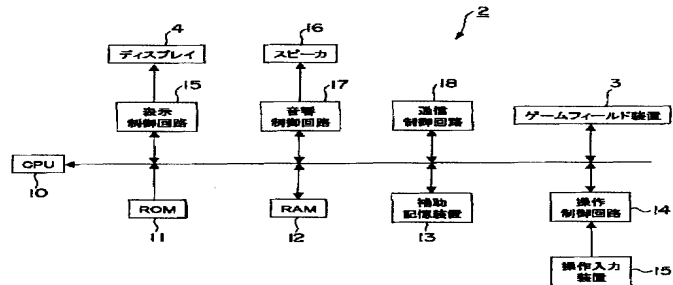 2
4
ディスプレイ
16
スピーカ
15
表示
制御回路
17
音響
制御回路
18
通信
制御回路
3
ゲームフィールド装置
CPU
10
ROM
11
RAM
12
補助
記憶装置
13
操作
制御回路
14
操作入力
装置
15